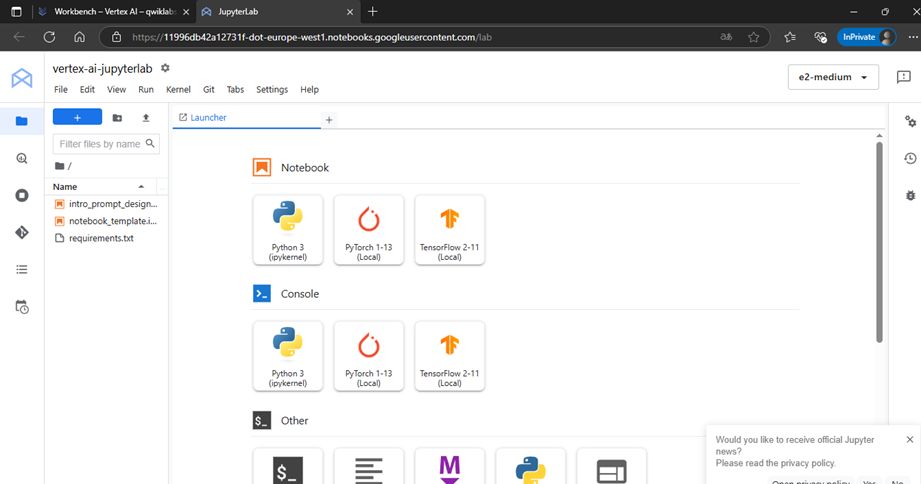 Workbench – Vertex AI – qwiklabs
JupyterLab
https://11996db42a12731f-dot-europe-west1.notebooks.googleusercontent.com/lab
InPrivate
vertex-ai-jupyterlab
File Edit View Run Kernel Git Tabs Settings Help
e2-medium
Launcher
Filter files by name
/
Name
intro_prompt_design...
notebook_template.i...
requirements.txt
Notebook
Python 3
(ipykernel)
PyTorch 1-13
(Local)
TensorFlow 2-11
(Local)
Console
Python 3
(ipykernel)
PyTorch 1-13
(Local)
TensorFlow 2-11
(Local)
$_ Other
$_
M
Would you like to receive official Jupyter
news?
Please read the privacy policy.
Open privacy policy Yes No